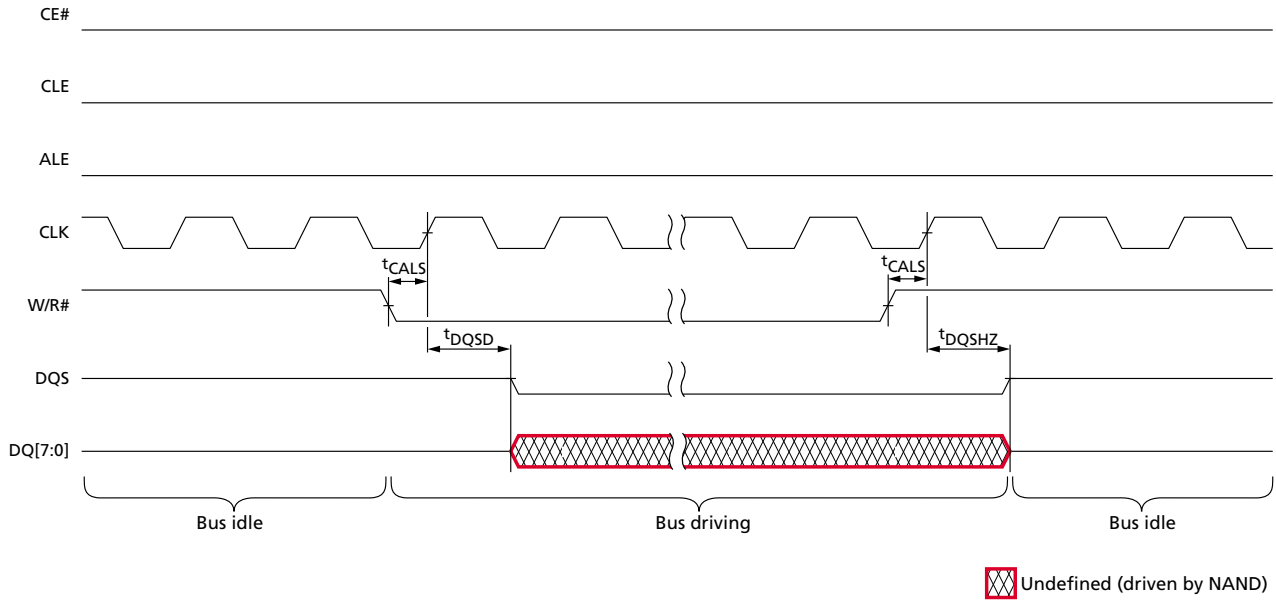 CE#
CLE
ALE
CLK
tCALS tCALS
W/R#
tDQSD tDQSHZ
DQS
DQ[7:0]
Bus idle Bus driving Bus idle
Undefined (driven by NAND)